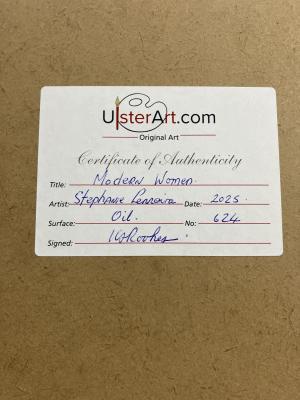 UlsterArt.com
Original Art
Certificate of Authenticity
Title: Modern Women.
Artist: Stephanie Date: 2025.
Surface: Oil. No: 624
Signed: